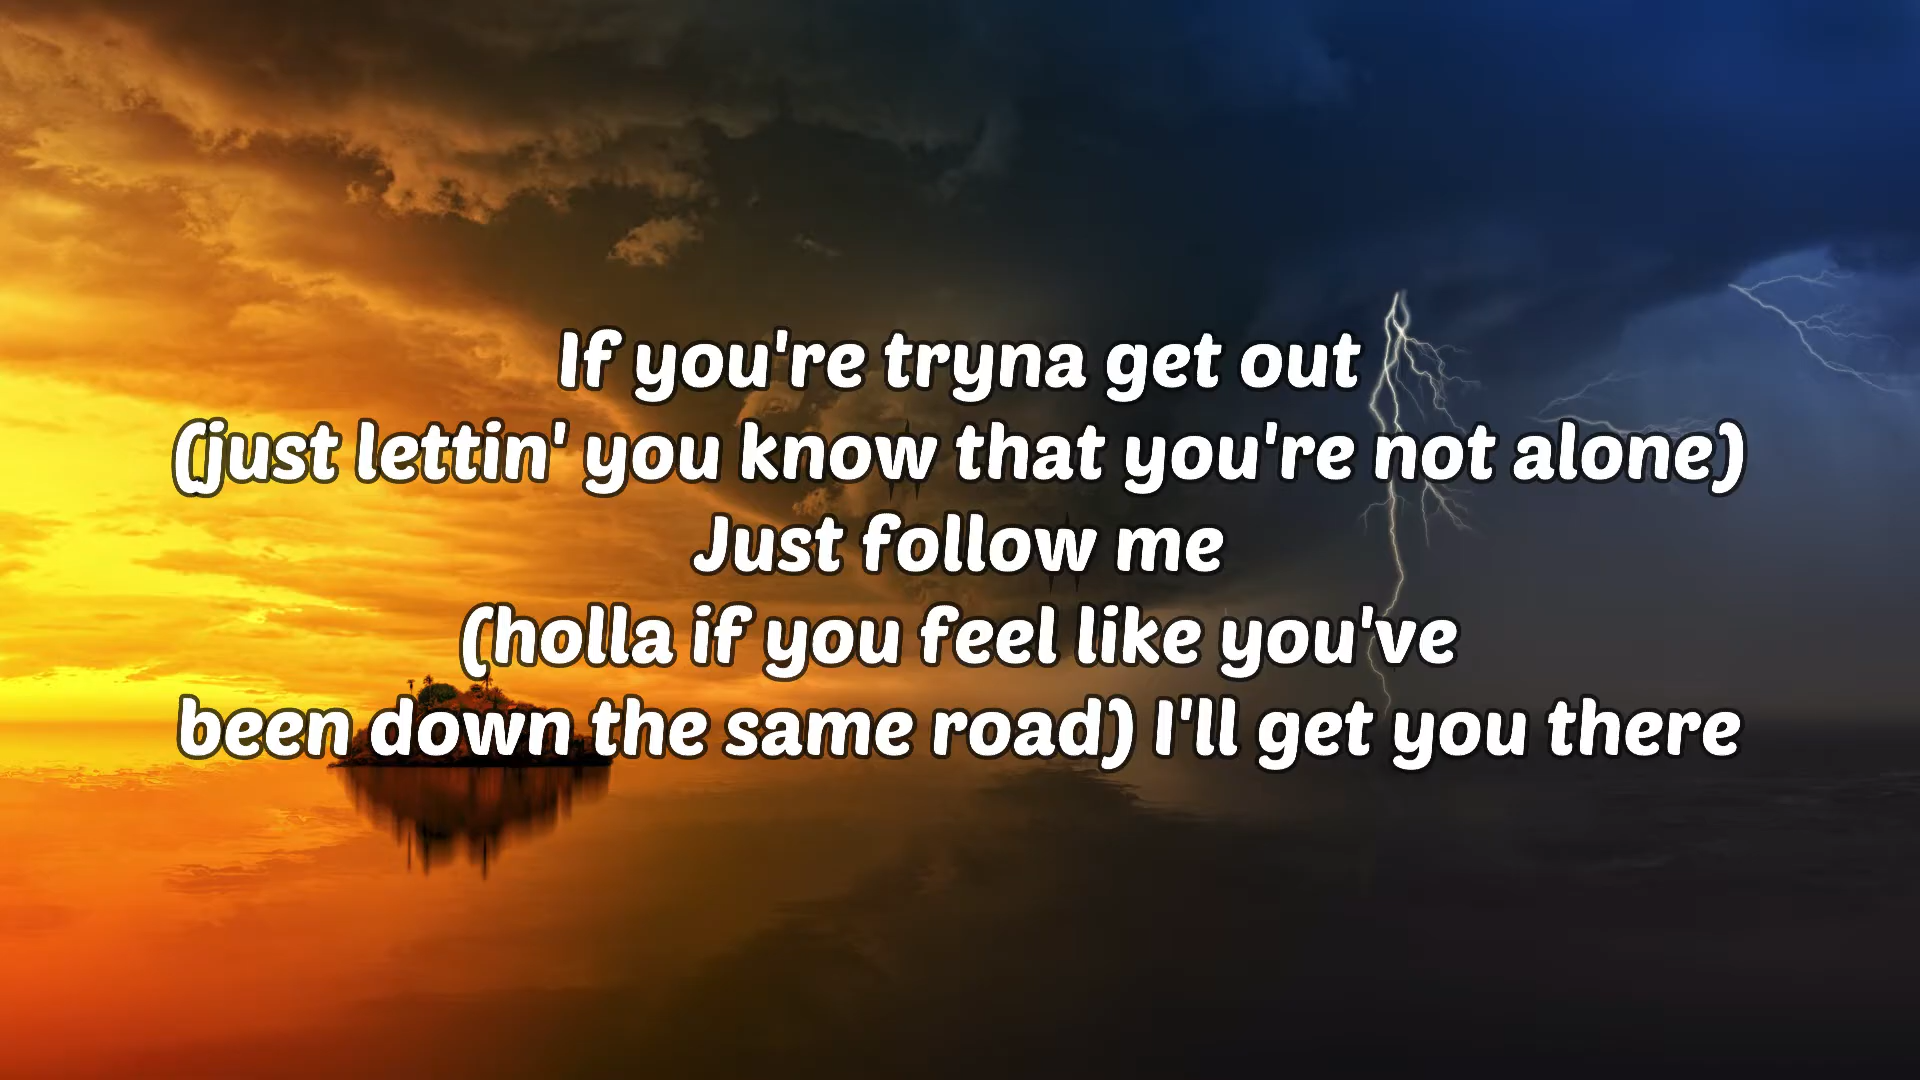 If you're tryna get out
(just lettin' you know that you're not alone)
Just follow me
(holla if you feel like you've
been down the same road) I'll get you there